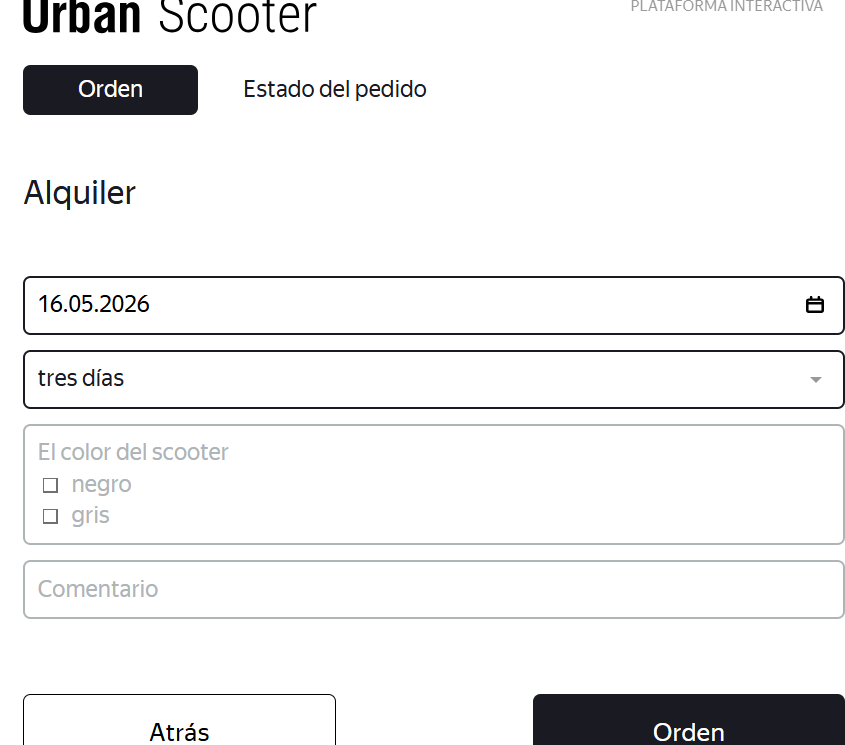 Urban Scooter
PLATAFORMA INTERACTIVA
Orden
Estado del pedido
Alquiler
16.05.2026
tres días
El color del scooter
negro
gris
Comentario
Atrás
Orden